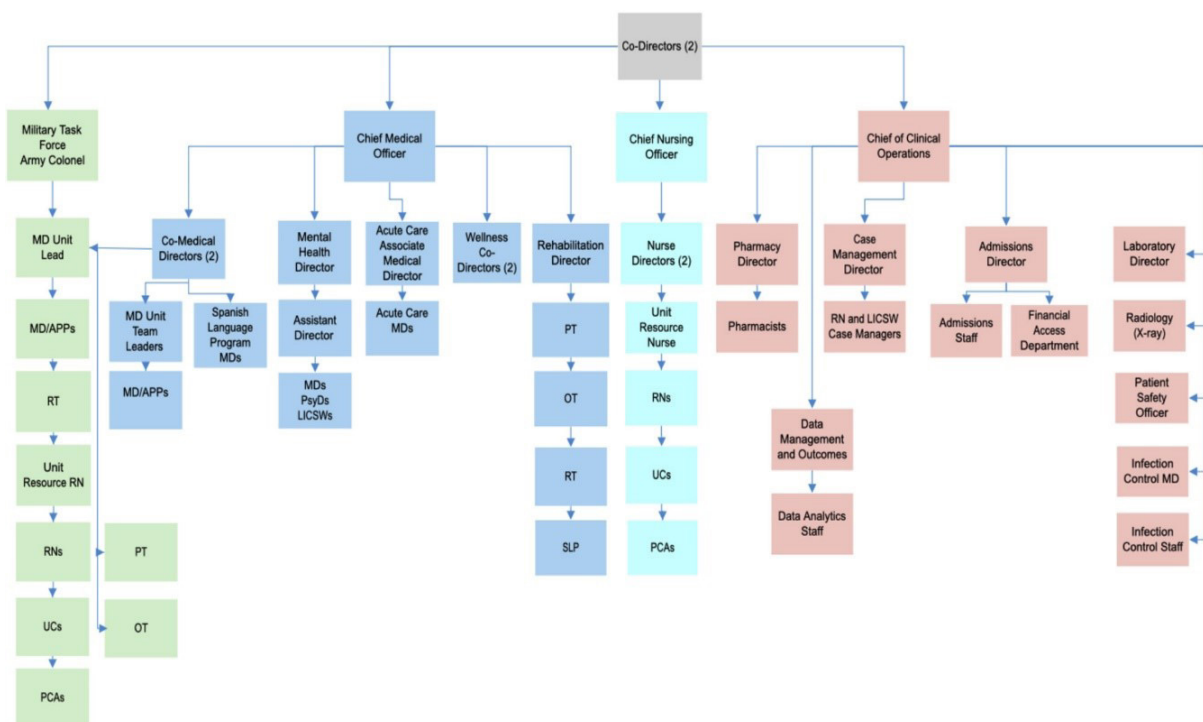 Co-Directors (2)
Military Task
Force
Army Colonel
Chief Medical
Officer
Chief Nursing
Officer
Chief of Clinical
Operations
MD Unit
Lead
Co-Medical
Directors (2)
Mental
Health
Director
Acute Care
Associate
Medical
Director
Wellness
Co-
Directors (2)
Rehabilitation
Director
Nurse
Directors (2)
Pharmacy
Director
Case
Management
Director
Admissions
Director
Laboratory
Director
MD/APPs
MD Unit
Team
Leaders
Spanish
Language
Program
MDs
Assistant
Director
Acute Care
MDs
PT
Unit
Resource
Nurse
Pharmacists
RN and LICSW
Case Managers
Admissions
Staff
Financial
Access
Department
Radiology
(X-ray)
RT
MD/APPs
MDs
PsyDs
LICSWs
OT
RNs
Patient
Safety
Officer
Data
Management
and Outcomes
Unit
Resource RN
RT
UCs
Infection
Control MD
Data Analytics
Staff
RNs
PT
SLP
PCAs
Infection
Control Staff
UCs
OT
PCAs